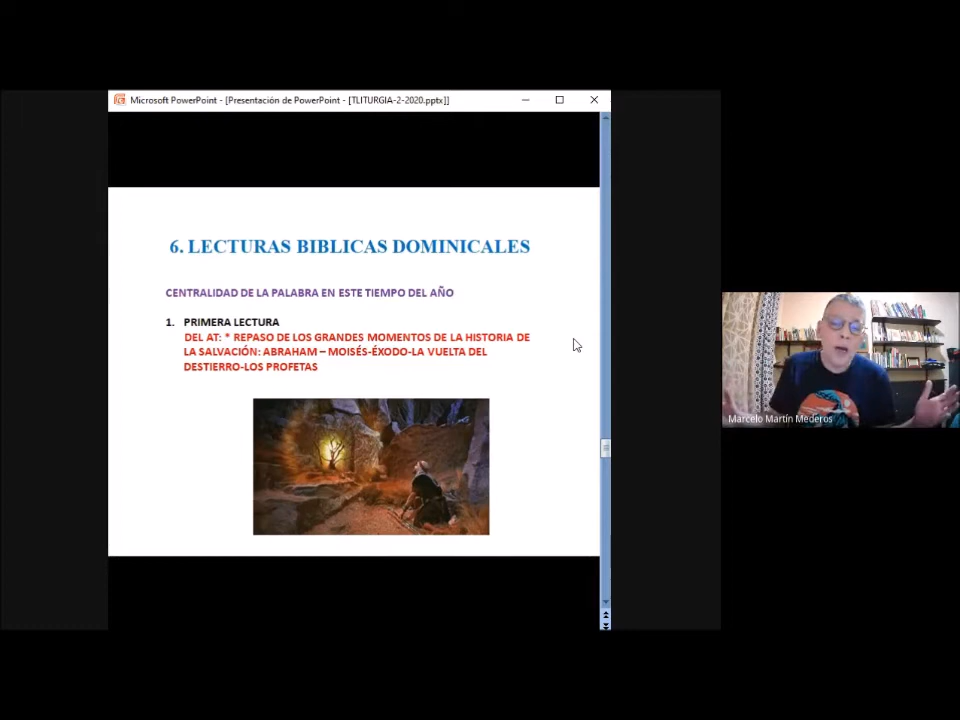 Microsoft PowerPoint - [Presentación de PowerPoint - [TLITURGIA-2-2020.pptx]]
6. LECTURAS BIBLICAS DOMINICALES
CENTRALIDAD DE LA PALABRA EN ESTE TIEMPO DEL AÑO
1. PRIMERA LECTURA
DEL AT: * REPASO DE LOS GRANDES MOMENTOS DE LA HISTORIA DE
LA SALVACIÓN: ABRAHAM – MOISÉS-ÉXODO-LA VUELTA DEL
DESTIERRO-LOS PROFETAS
Marcelo Martín Mederos